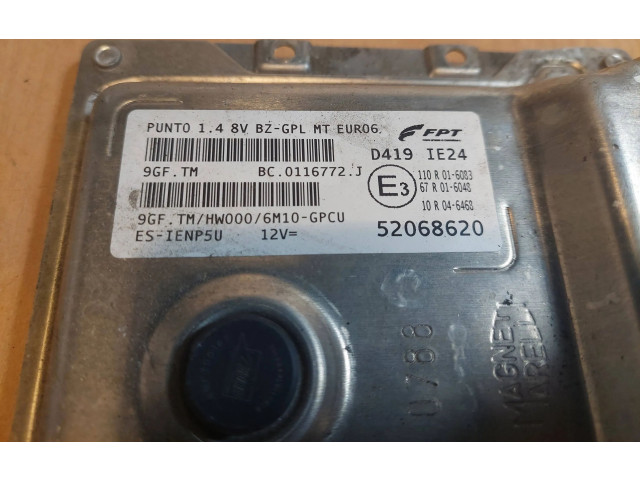 PUNTO 1.4 8V BZ-GPL MT EURO6.
FPT
D419 IE24
9GF.TM BC.0116772.J
E3
110 R 01-6083
67 R 01-6048
10 R 04-6468
9GF.TM/HW000/6M10-GPCU
ES-IENP5U 12V=
52068620
MAGNETI
MARELLI